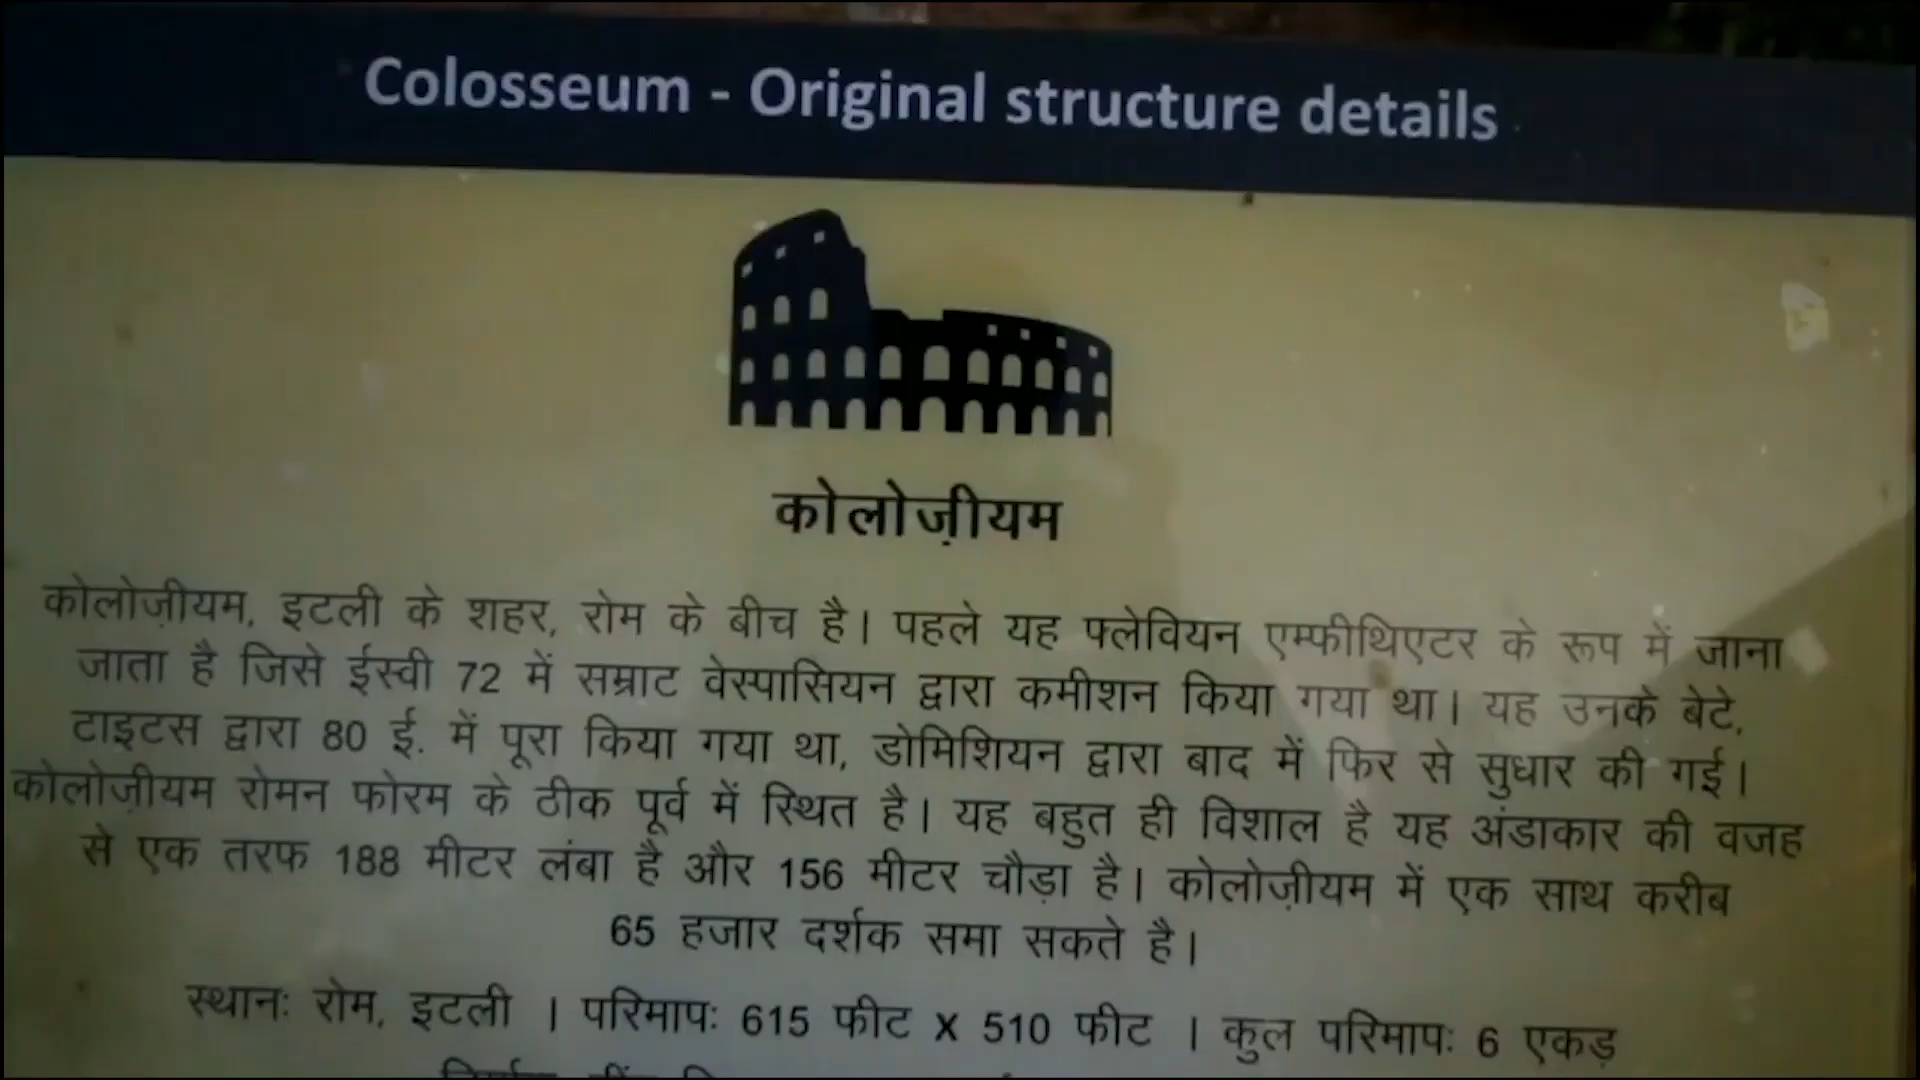 Colosseum - Original structure details
कोलोज़ीयम
कोलोज़ीयम, इटली के शहर, रोम के बीच है। पहले यह फ्लेवियन एम्फीथिएटर के रूप में जाना
जाता है जिसे ईस्वी 72 में सम्राट वेस्पासियन द्वारा कमीशन किया गया था। यह उनके बेटे,
टाइटस द्वारा 80 ई. में पूरा किया गया था, डोमिशियन द्वारा बाद में फिर से सुधार की गई।
कोलोज़ीयम रोमन फोरम के ठीक पूर्व में स्थित है। यह बहुत ही विशाल है यह अंडाकार की वजह
से एक तरफ 188 मीटर लंबा है और 156 मीटर चौड़ा है। कोलोज़ीयम में एक साथ करीब
65 हजार दर्शक समा सकते है।
स्थानः रोम, इटली । परिमापः 615 फीट X 510 फीट । कुल परिमापः 6 एकड़